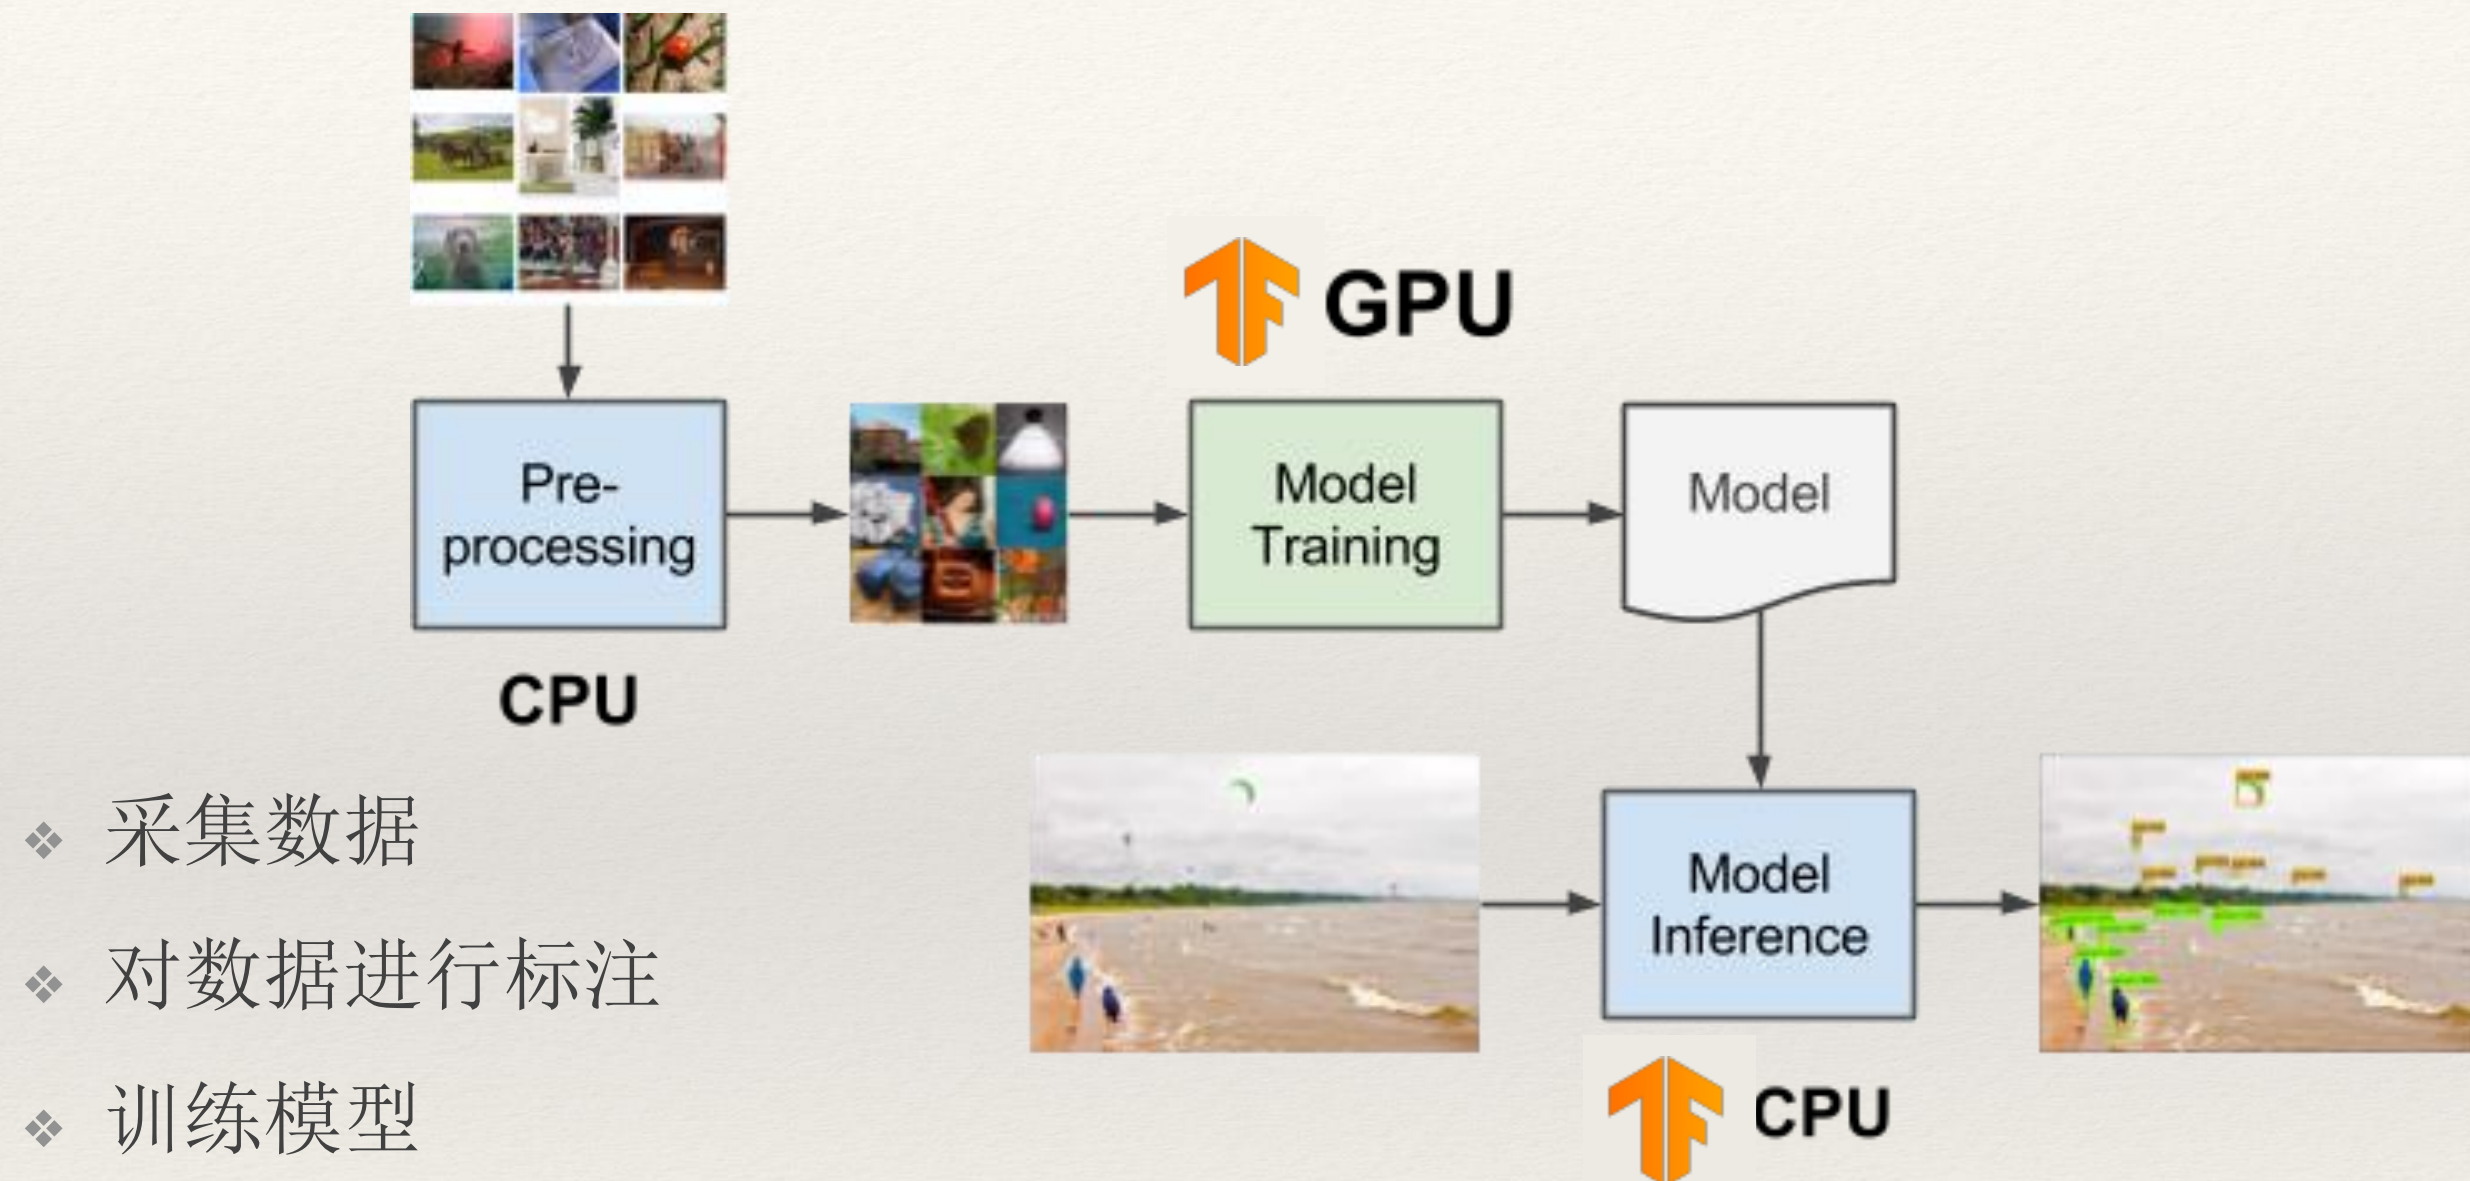 GPU
Pre-
processing
Model
Training
Model
CPU
Model
Inference
CPU
采集数据
对数据进行标注
训练模型